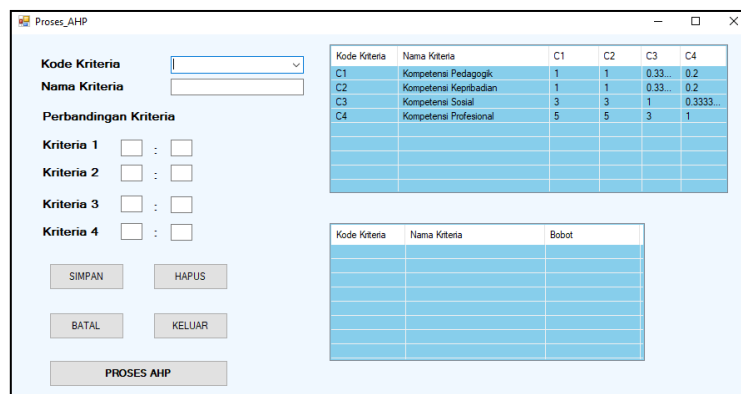 Proses_AHP
Kode Kriteria
Nama Kriteria
Perbandingan Kriteria
Kriteria 1 :
Kriteria 2 :
Kriteria 3 :
Kriteria 4 :
SIMPAN HAPUS
BATAL KELUAR
PROSES AHP
Kode Kriteria Nama Kriteria C1 C2 C3 C4
C1 Kompetensi Pedagogik 1 1 0.33... 0.2
C2 Kompetensi Kepribadian 1 1 0.33... 0.2
C3 Kompetensi Sosial 3 3 1 0.3333...
C4 Kompetensi Profesional 5 5 3 1
Kode Kriteria Nama Kriteria Bobot